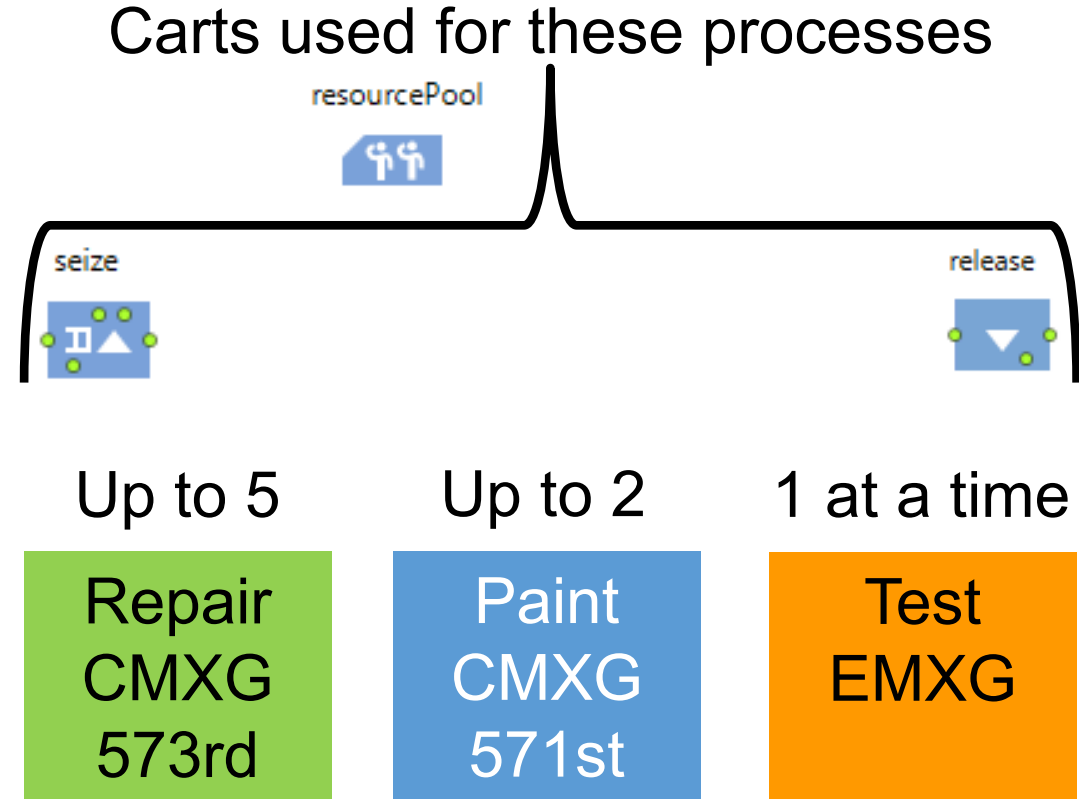 Carts used for these processes
resourcePool
seize
release
Up to 5
Up to 2
1 at a time
Repair
CMXG
573rd
Paint
CMXG
571st
Test
EMXG